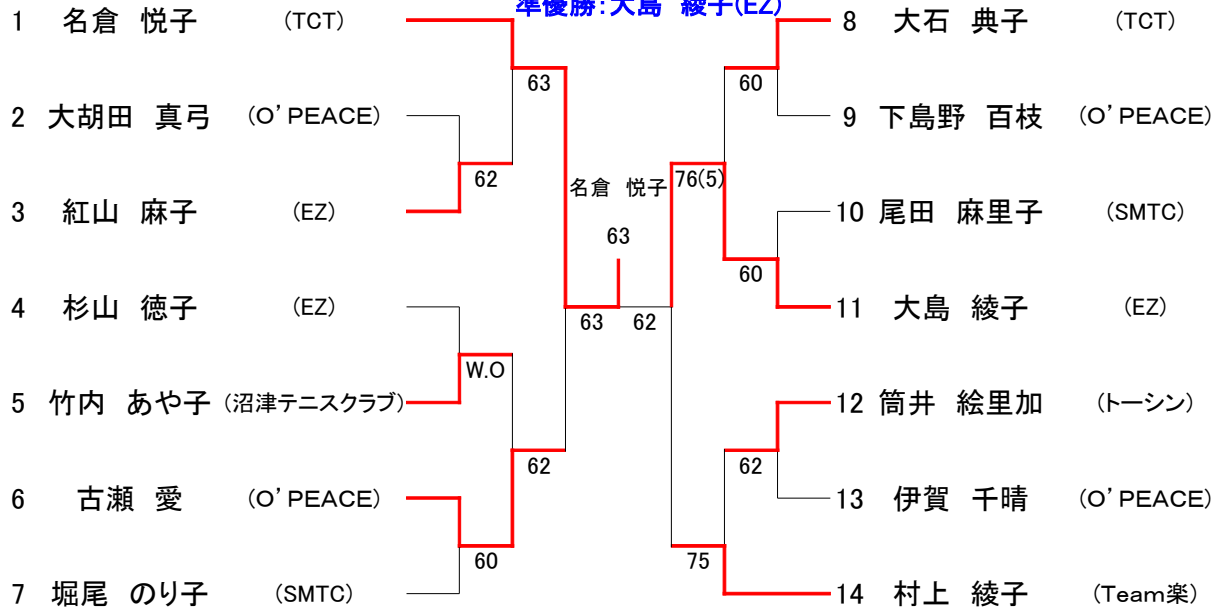 準優勝：大島 綾子(EZ)
1 名倉 悦子 (TCT)
2 大胡田 真弓 (O' PEACE)
3 紅山 麻子 (EZ)
4 杉山 徳子 (EZ)
5 竹内 あや子 (沼津テニスクラブ)
6 古瀬 愛 (O' PEACE)
7 堀尾 のり子 (SMTC)
63
62
W.O
62
60
名倉 悦子
63
63
62
8 大石 典子 (TCT)
9 下島野 百枝 (O' PEACE)
10 尾田 麻里子 (SMTC)
11 大島 綾子 (EZ)
12 筒井 絵里加 (トーシン)
13 伊賀 千晴 (O' PEACE)
14 村上 綾子 (Team楽)
60
76(5)
60
62
75